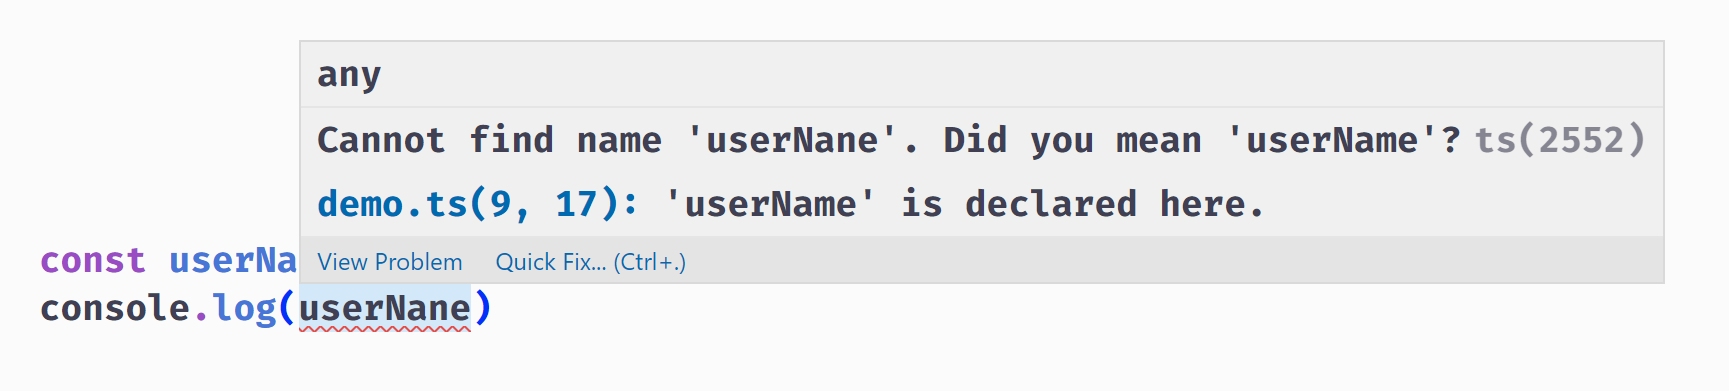 any
Cannot find name 'userNane'. Did you mean 'userName'? ts(2552)
demo.ts(9, 17): 'userName' is declared here.
View Problem Quick Fix... (Ctrl+.)
const userNa
console.log(userNane)